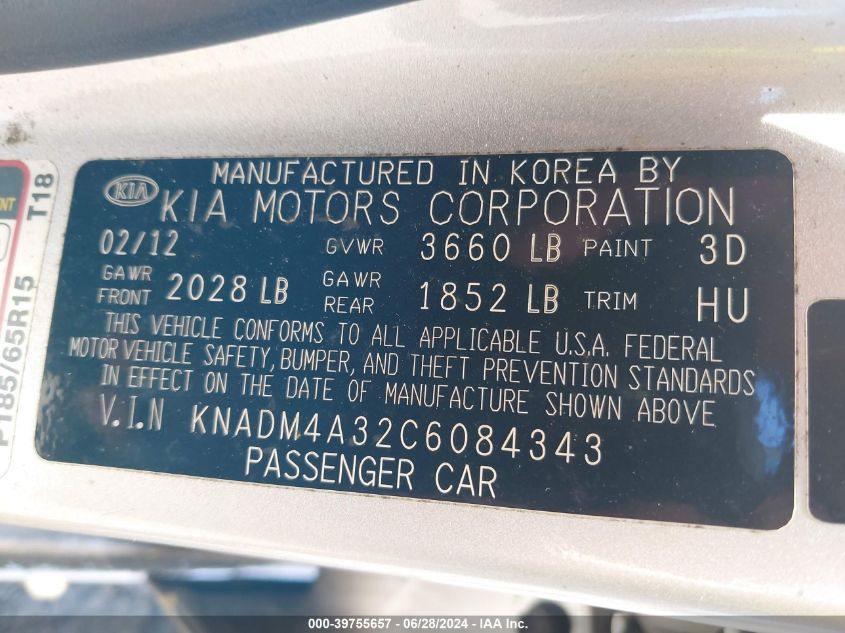 MANUFACTURED IN KOREA BY
KIA KIA MOTORS CORPORATION
02/12 GVWR 3660 LB PAINT 3D
GAWR FRONT 2028 LB GAWR REAR 1852 LB TRIM HU
THIS VEHICLE CONFORMS TO ALL APPLICABLE U.S.A. FEDERAL
MOTOR VEHICLE SAFETY, BUMPER, AND THEFT PREVENTION STANDARDS
IN EFFECT ON THE DATE OF MANUFACTURE SHOWN ABOVE
V.I.N KNADM4A32C6084343
PASSENGER CAR
P185/65R15
T18
000-39755657 - 06/28/2024 - IAA Inc.